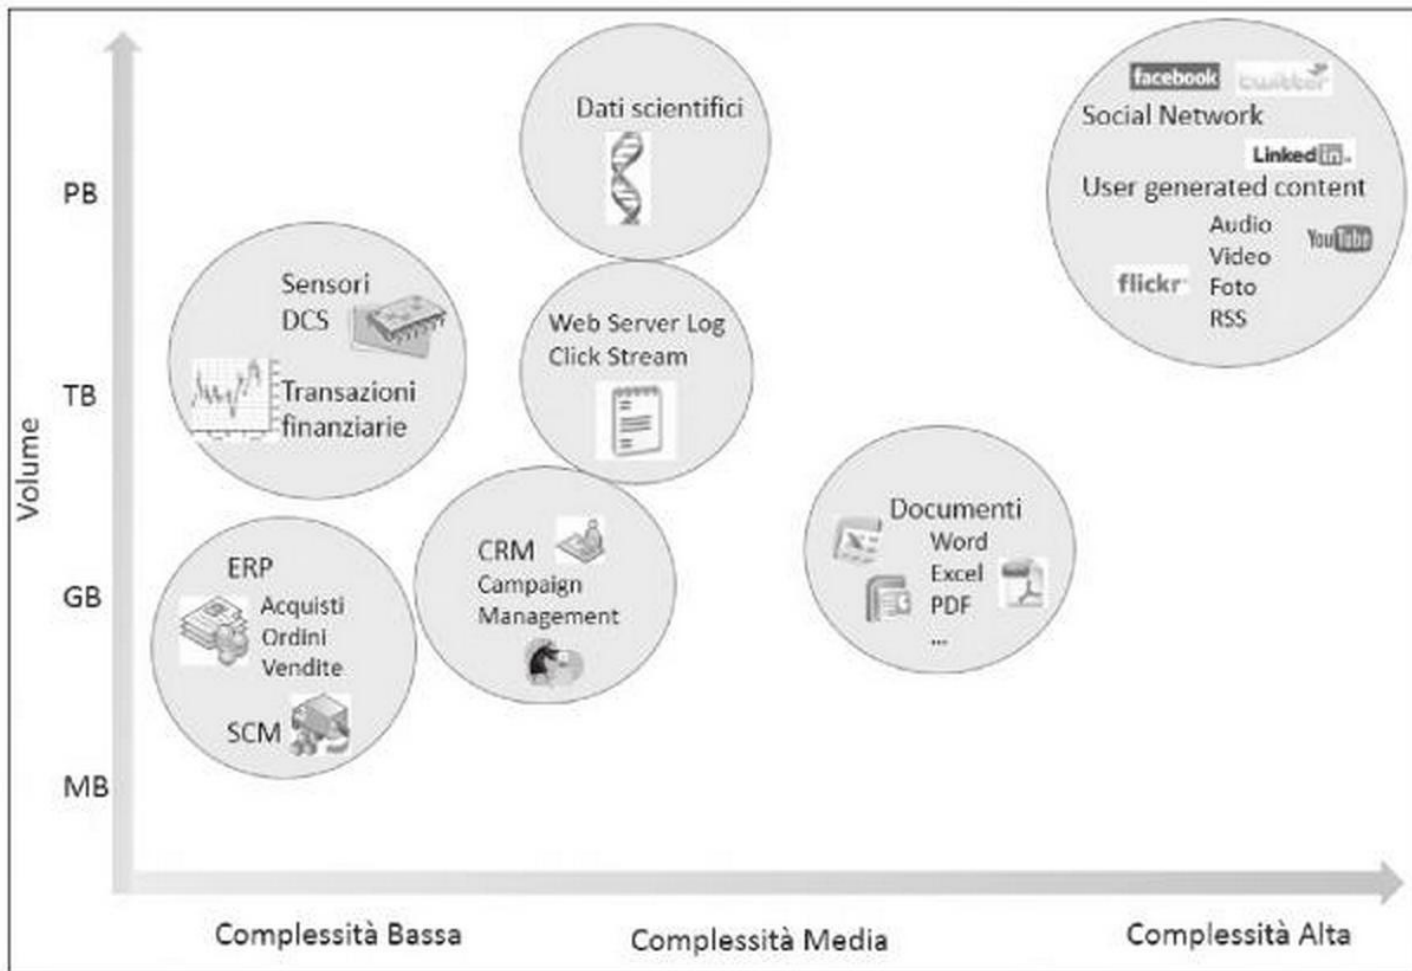 Volume
PB
TB
GB
MB
Dati scientifici
facebook
twitter
Social Network
Linked in
User generated content
Audio
Video
Foto
RSS
YouTube
flickr
Sensori
DCS
Transazioni
finanziarie
Web Server Log
Click Stream
ERP
Acquisti
Ordini
Vendite
SCM
CRM
Campaign
Management
Documenti
Word
Excel
PDF
...
Complessità Bassa
Complessità Media
Complessità Alta